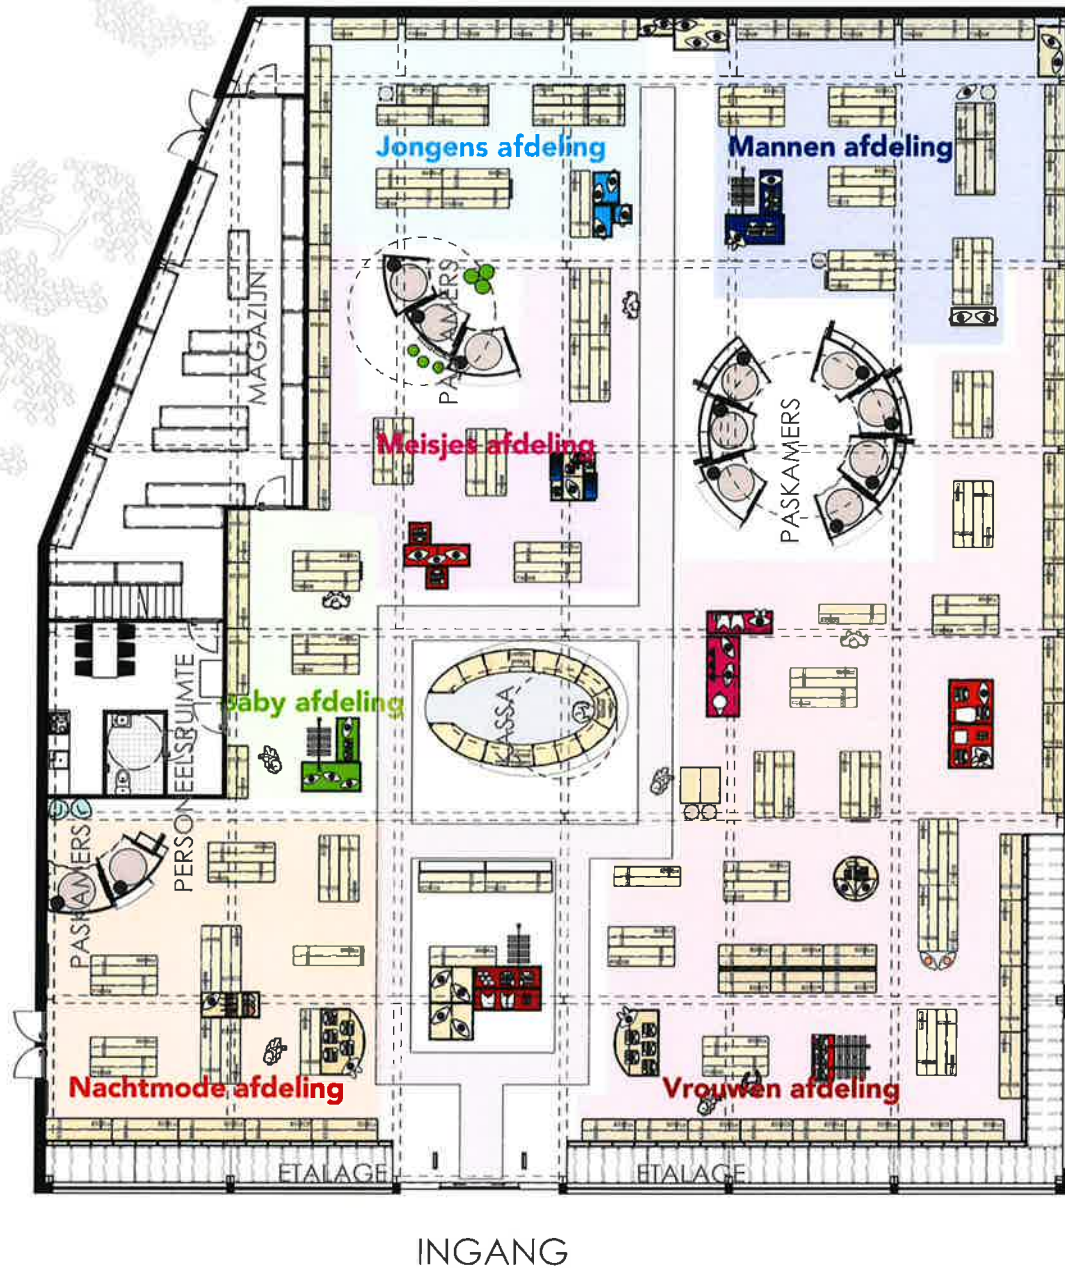 Jongens afdeling
Mannen afdeling
MAGAZIJN
PASKAMERS
Meisjes afdeling
PASKAMERS
PERSONEELSRUIMTE
Baby afdeling
KASSA
PASKAMERS
Nachtmode afdeling
Vrouwen afdeling
ETALAGE
ETALAGE
INGANG